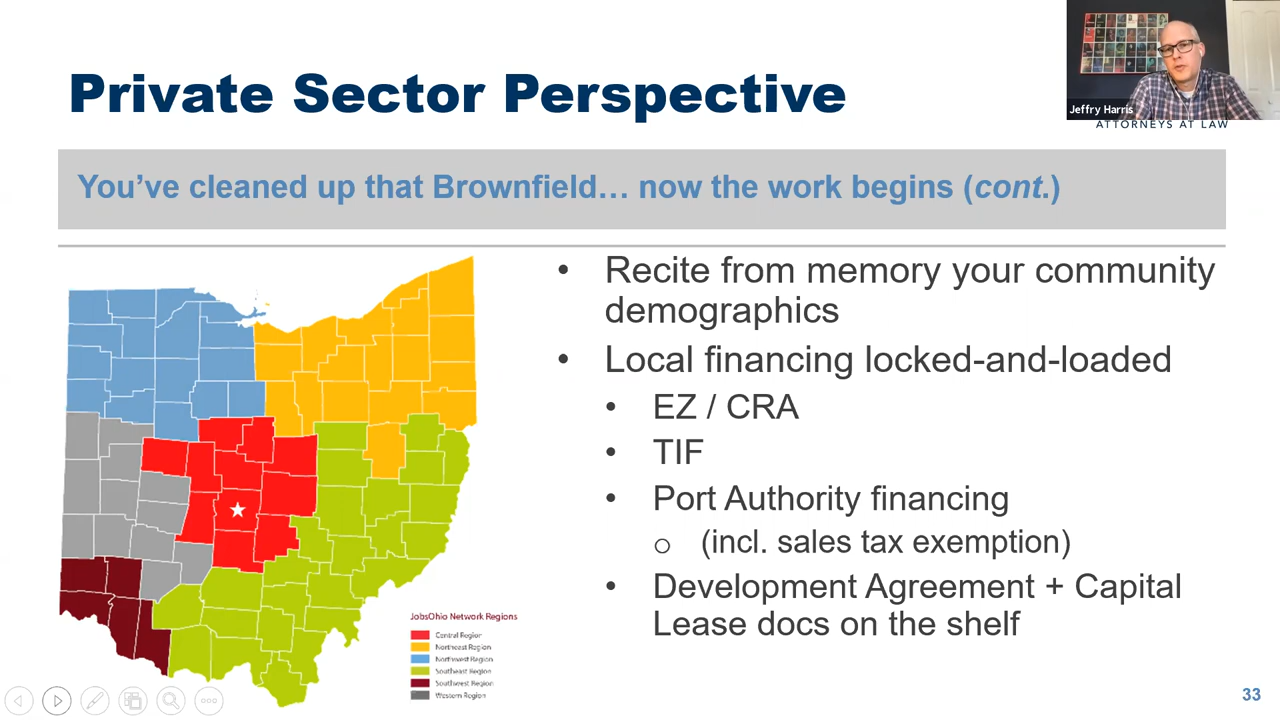 Private Sector Perspective
Jeffry Harris
ATTORNEYS AT LAW
You’ve cleaned up that Brownfield… now the work begins (cont.)
• Recite from memory your community
demographics
• Local financing locked-and-loaded
• EZ / CRA
• TIF
• Port Authority financing
o (incl. sales tax exemption)
• Development Agreement + Capital
Lease docs on the shelf
JobsOhio Network Regions
Central Region
Northeast Region
Northwest Region
Southeast Region
Southwest Region
Western Region
33